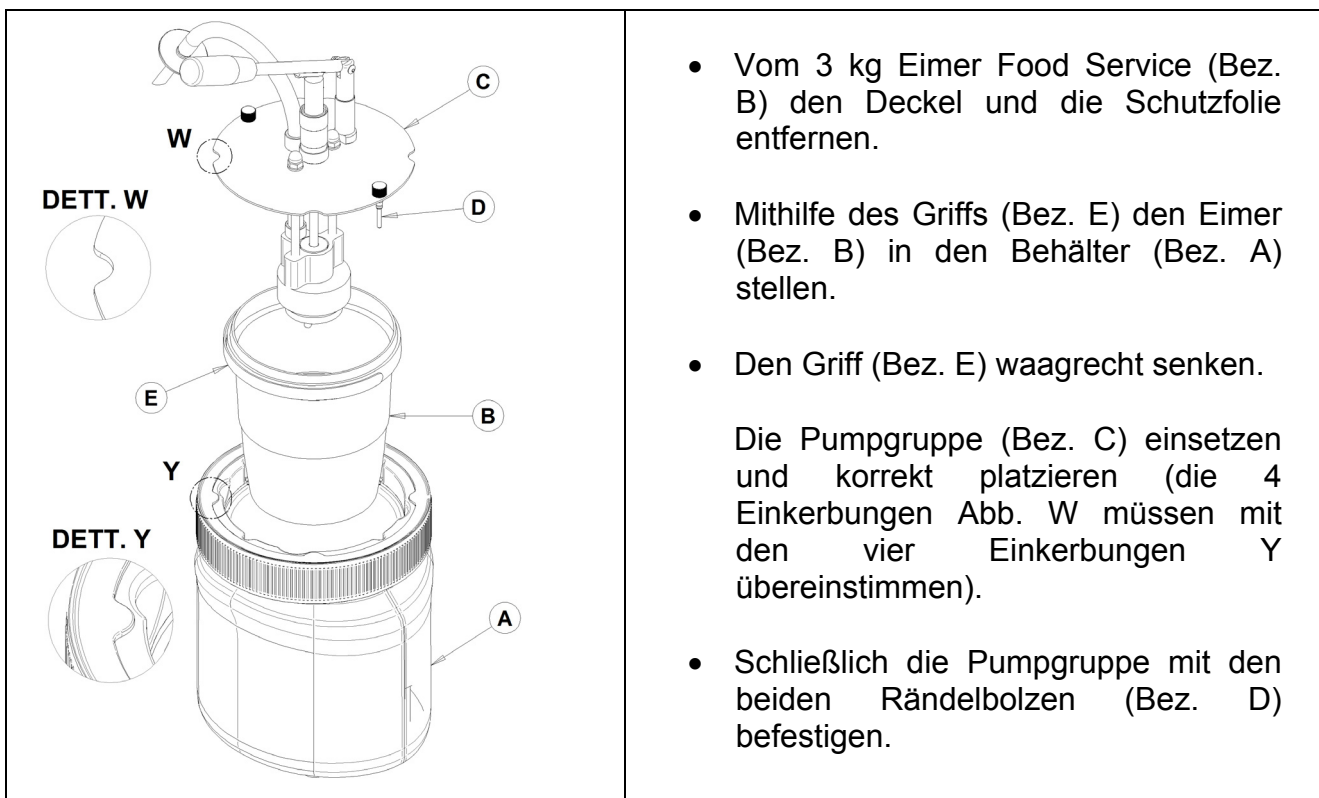 C
W
DETT. W
D
E
B
Y
DETT. Y
A
• Vom 3 kg Eimer Food Service (Bez.
B) den Deckel und die Schutzfolie
entfernen.
• Mithilfe des Griffs (Bez. E) den Eimer
(Bez. B) in den Behälter (Bez. A)
stellen.
• Den Griff (Bez. E) waagrecht senken.
Die Pumpgruppe (Bez. C) einsetzen
und korrekt platzieren (die 4
Einkerbungen Abb. W müssen mit
den vier Einkerbungen Y
übereinstimmen).
• Schließlich die Pumpgruppe mit den
beiden Rändelbolzen (Bez. D)
befestigen.